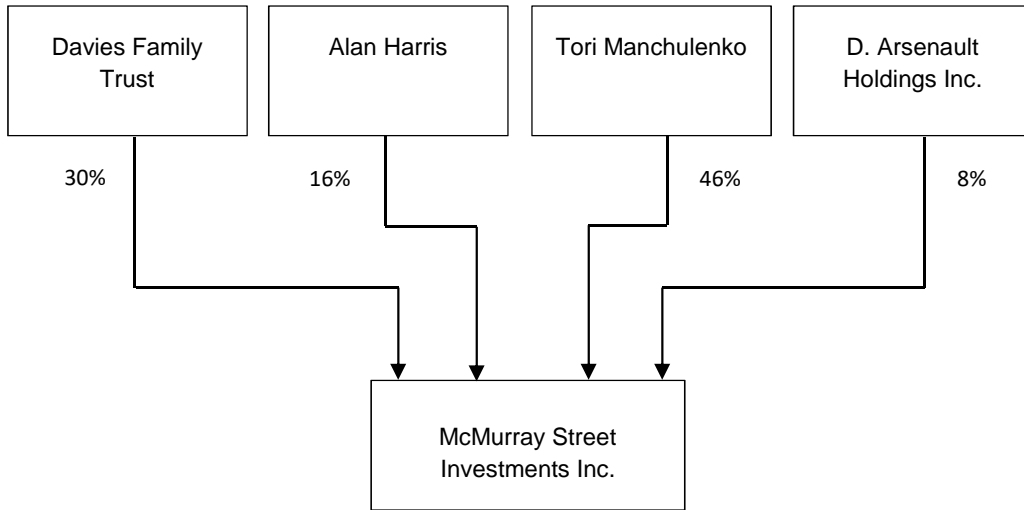 Davies Family
Trust
Alan Harris
Tori Manchulenko
D. Arsenault
Holdings Inc.
30%
16%
46%
8%
McMurray Street
Investments Inc.